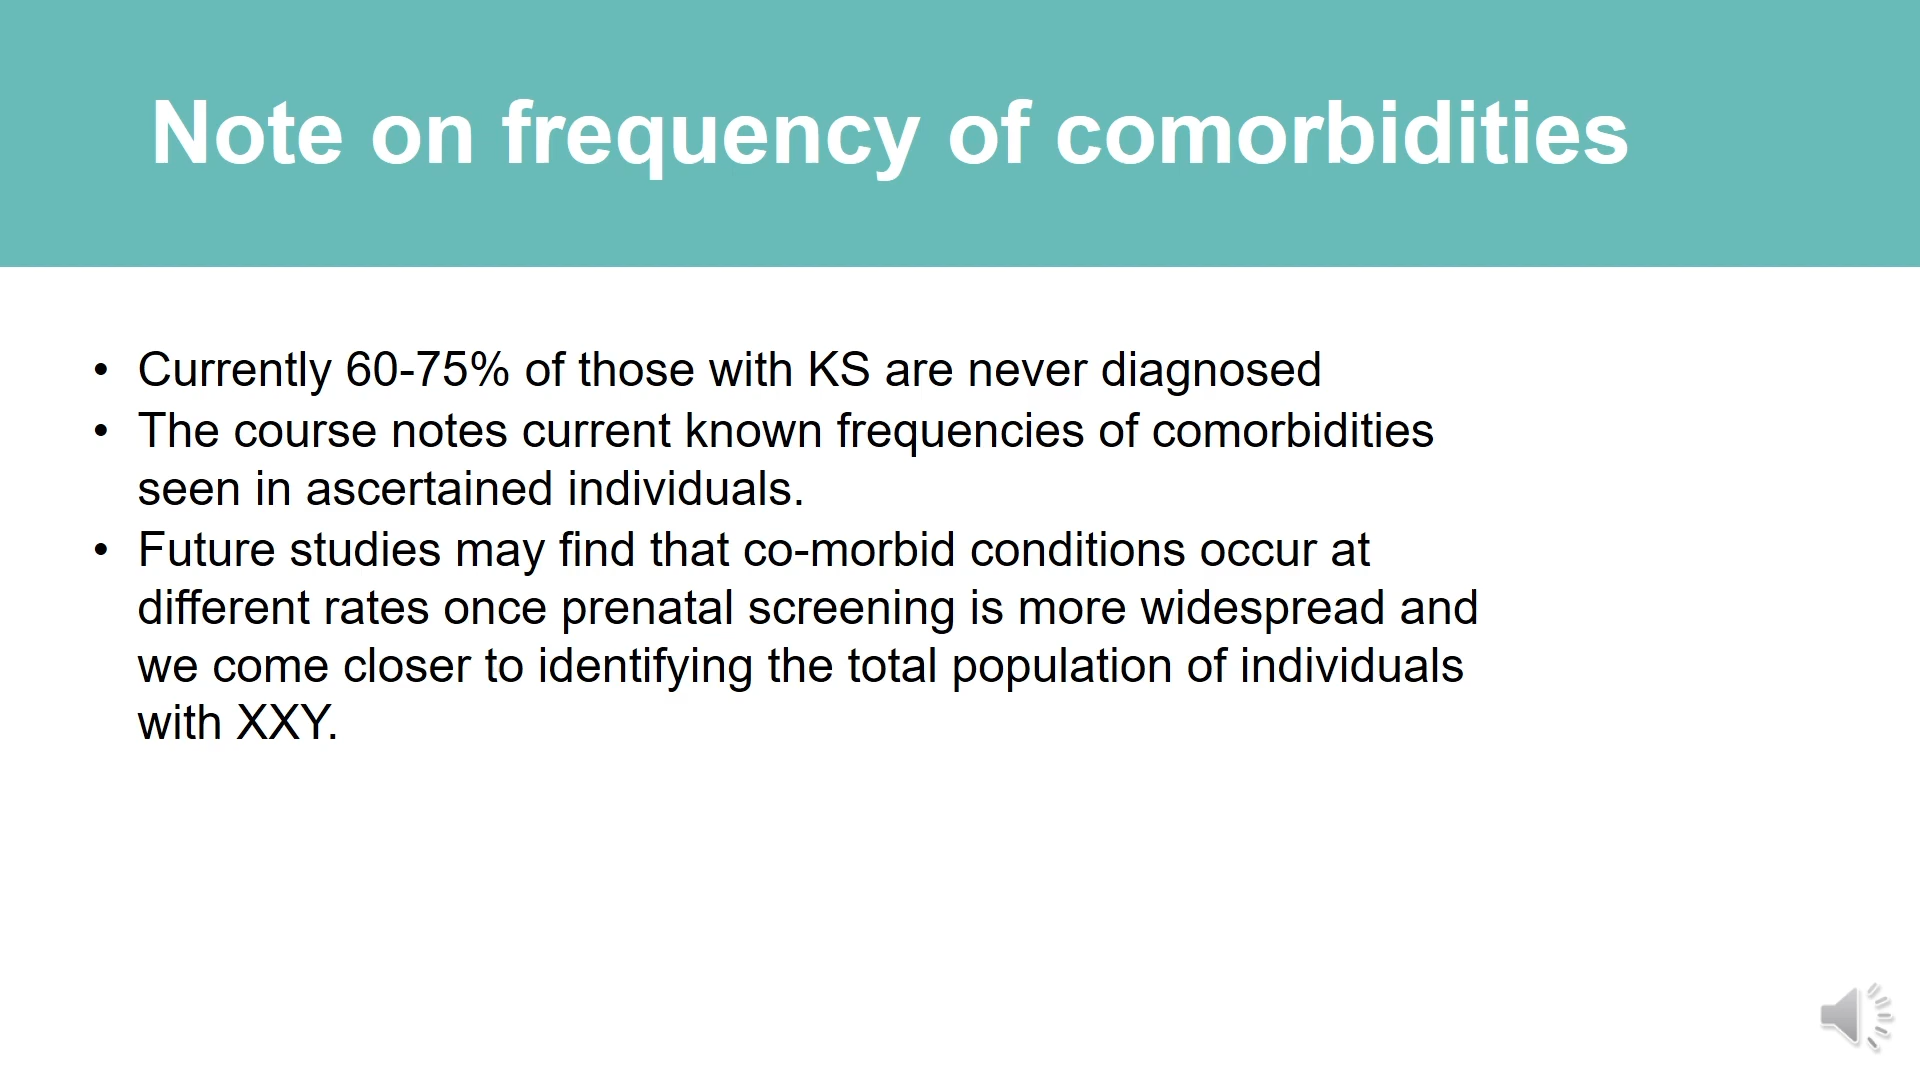 Note on frequency of comorbidities
• Currently 60-75% of those with KS are never diagnosed
• The course notes current known frequencies of comorbidities
seen in ascertained individuals.
• Future studies may find that co-morbid conditions occur at
different rates once prenatal screening is more widespread and
we come closer to identifying the total population of individuals
with XXY.